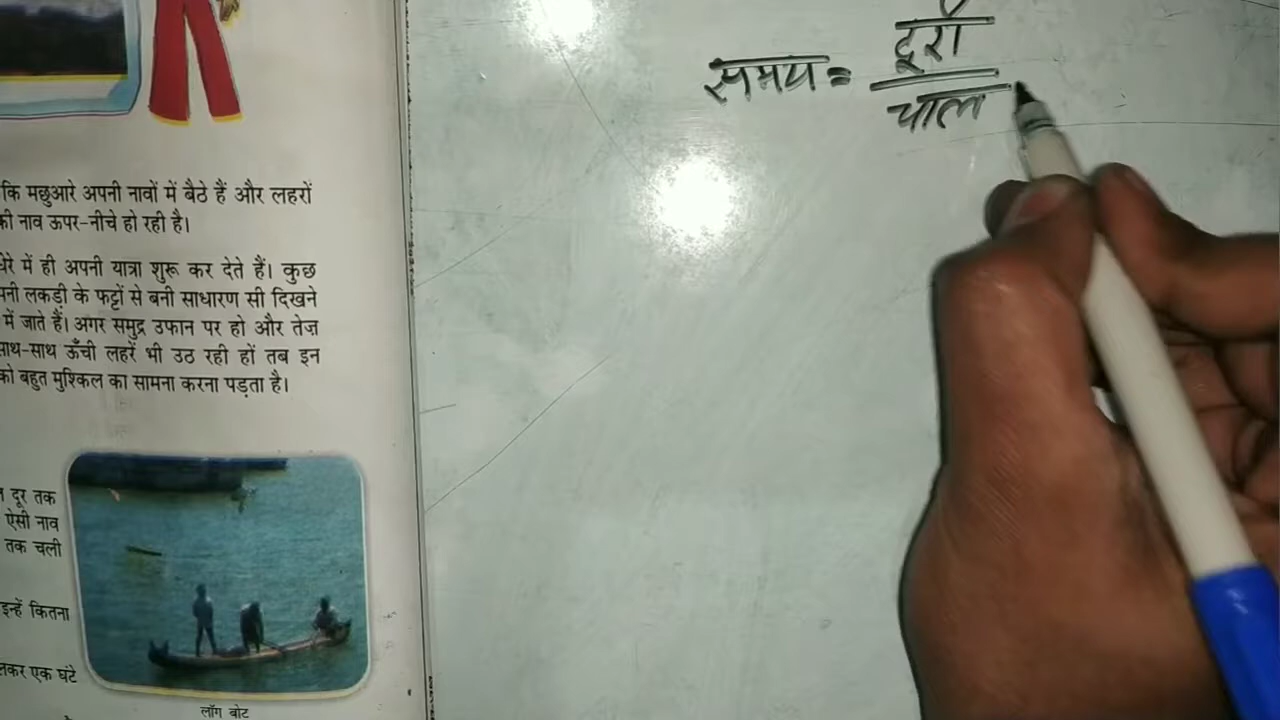 कि मछुआरे अपनी नावों में बैठे हैं और लहरों
नाव ऊपर-नीचे हो रही है।
में ही अपनी यात्रा शुरू कर देते हैं। कुछ
लकड़ी के फट्टों से बनी साधारण सी दिखने
में जाते हैं। अगर समुद्र उफान पर हो और तेज़
साथ-साथ ऊँची लहरें भी उठ रही हों तब इन
को बहुत मुश्किल का सामना करना पड़ता है।
दूर तक
ऐसी नाव
तक चली
इन्हें कितना
एक घंटे
लॉग बोट
समय = दूरी
चाल